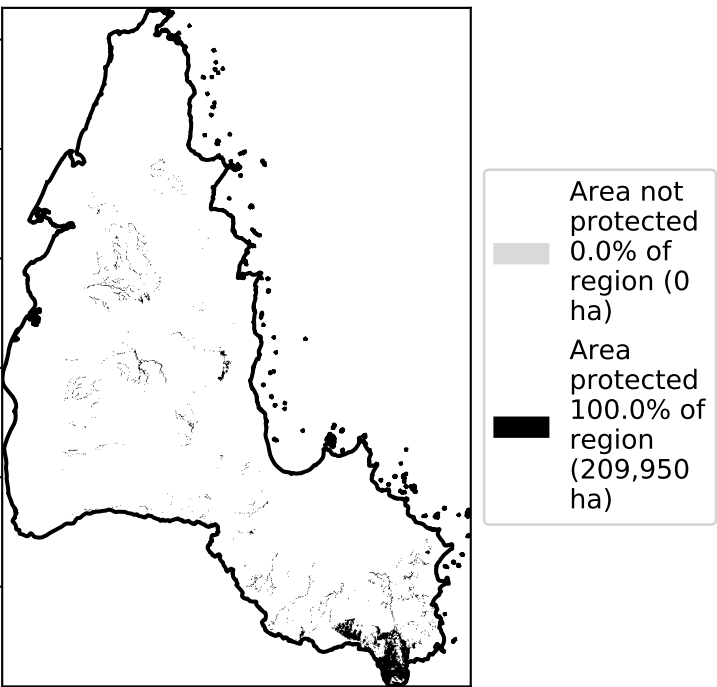 Area not
protected
0.0% of
region (0
ha)
Area
protected
100.0% of
region
(209,950
ha)